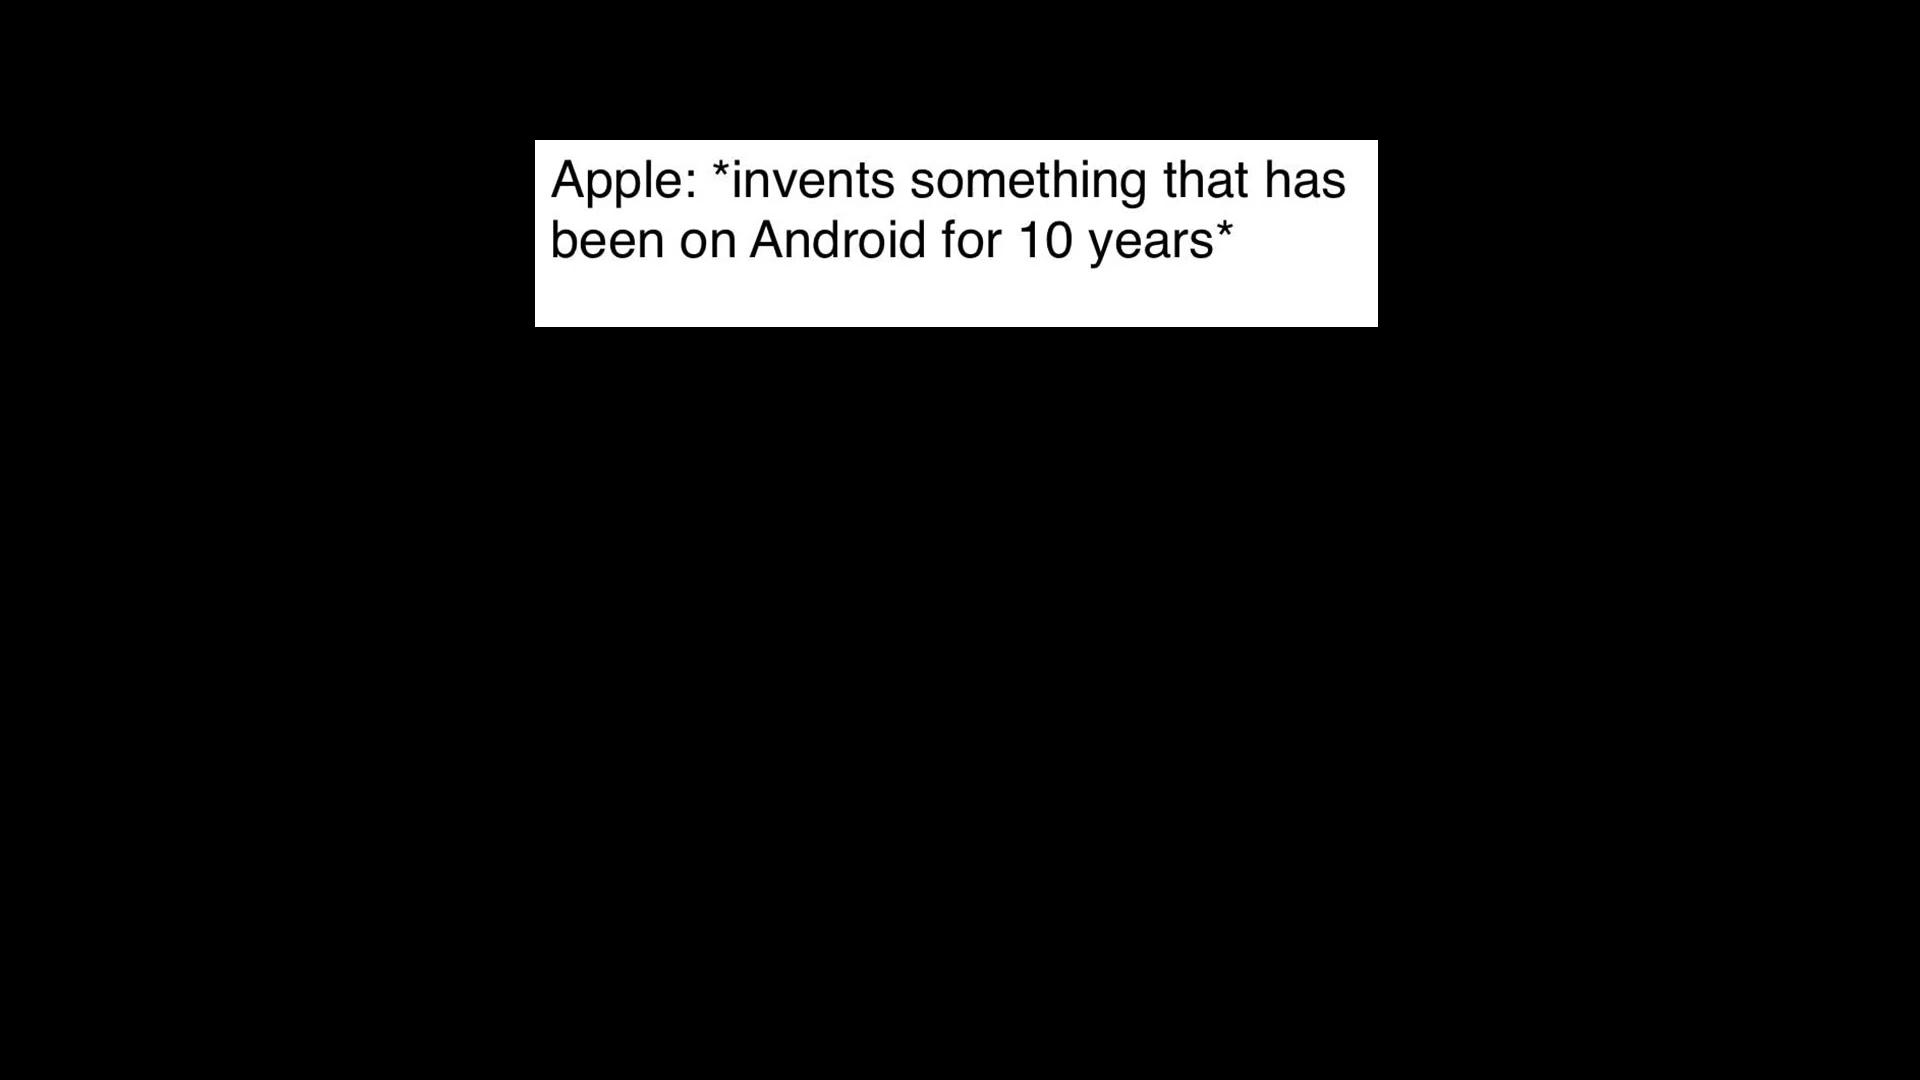 Apple: *invents something that has
been on Android for 10 years*